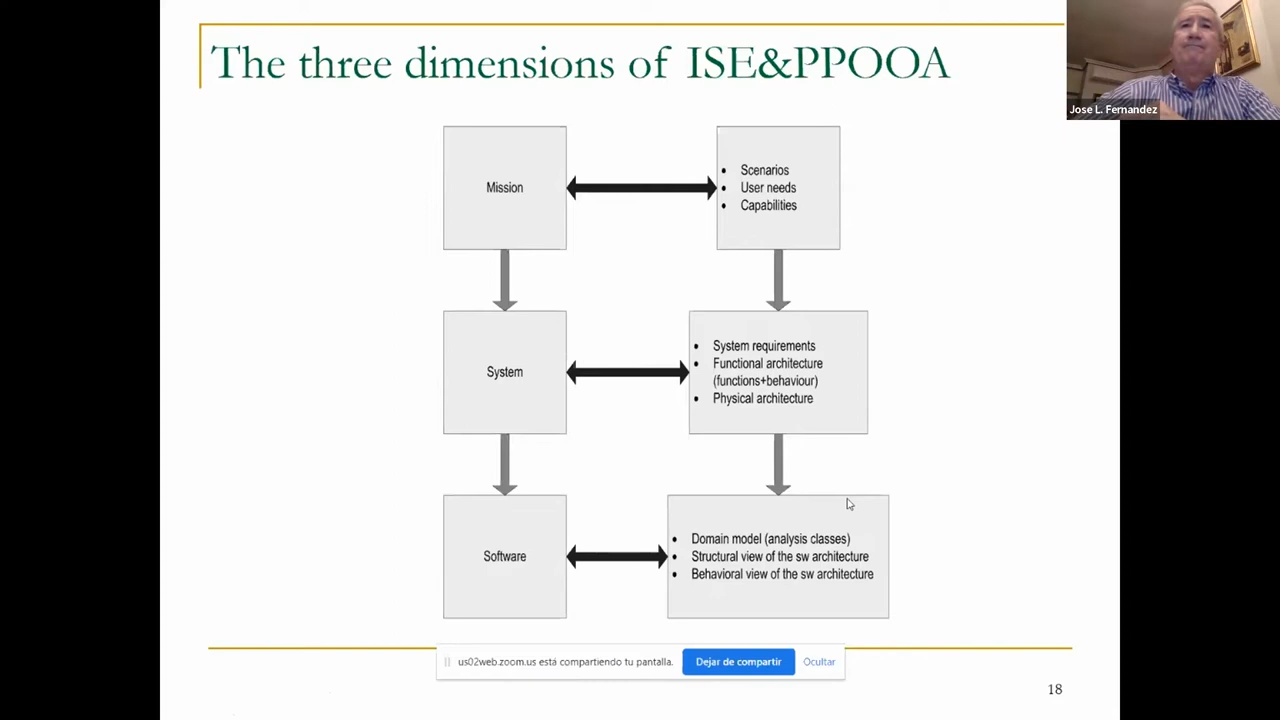 The three dimensions of ISE&PPOOA
Jose L. Fernandez
Mission
• Scenarios
• User needs
• Capabilities
System
• System requirements
• Functional architecture
(functions+behaviour)
• Physical architecture
Software
• Domain model (analysis classes)
• Structural view of the sw architecture
• Behavioral view of the sw architecture
us02web.zoom.us está compartiendo tu pantalla.
Dejar de compartir
Ocultar
18